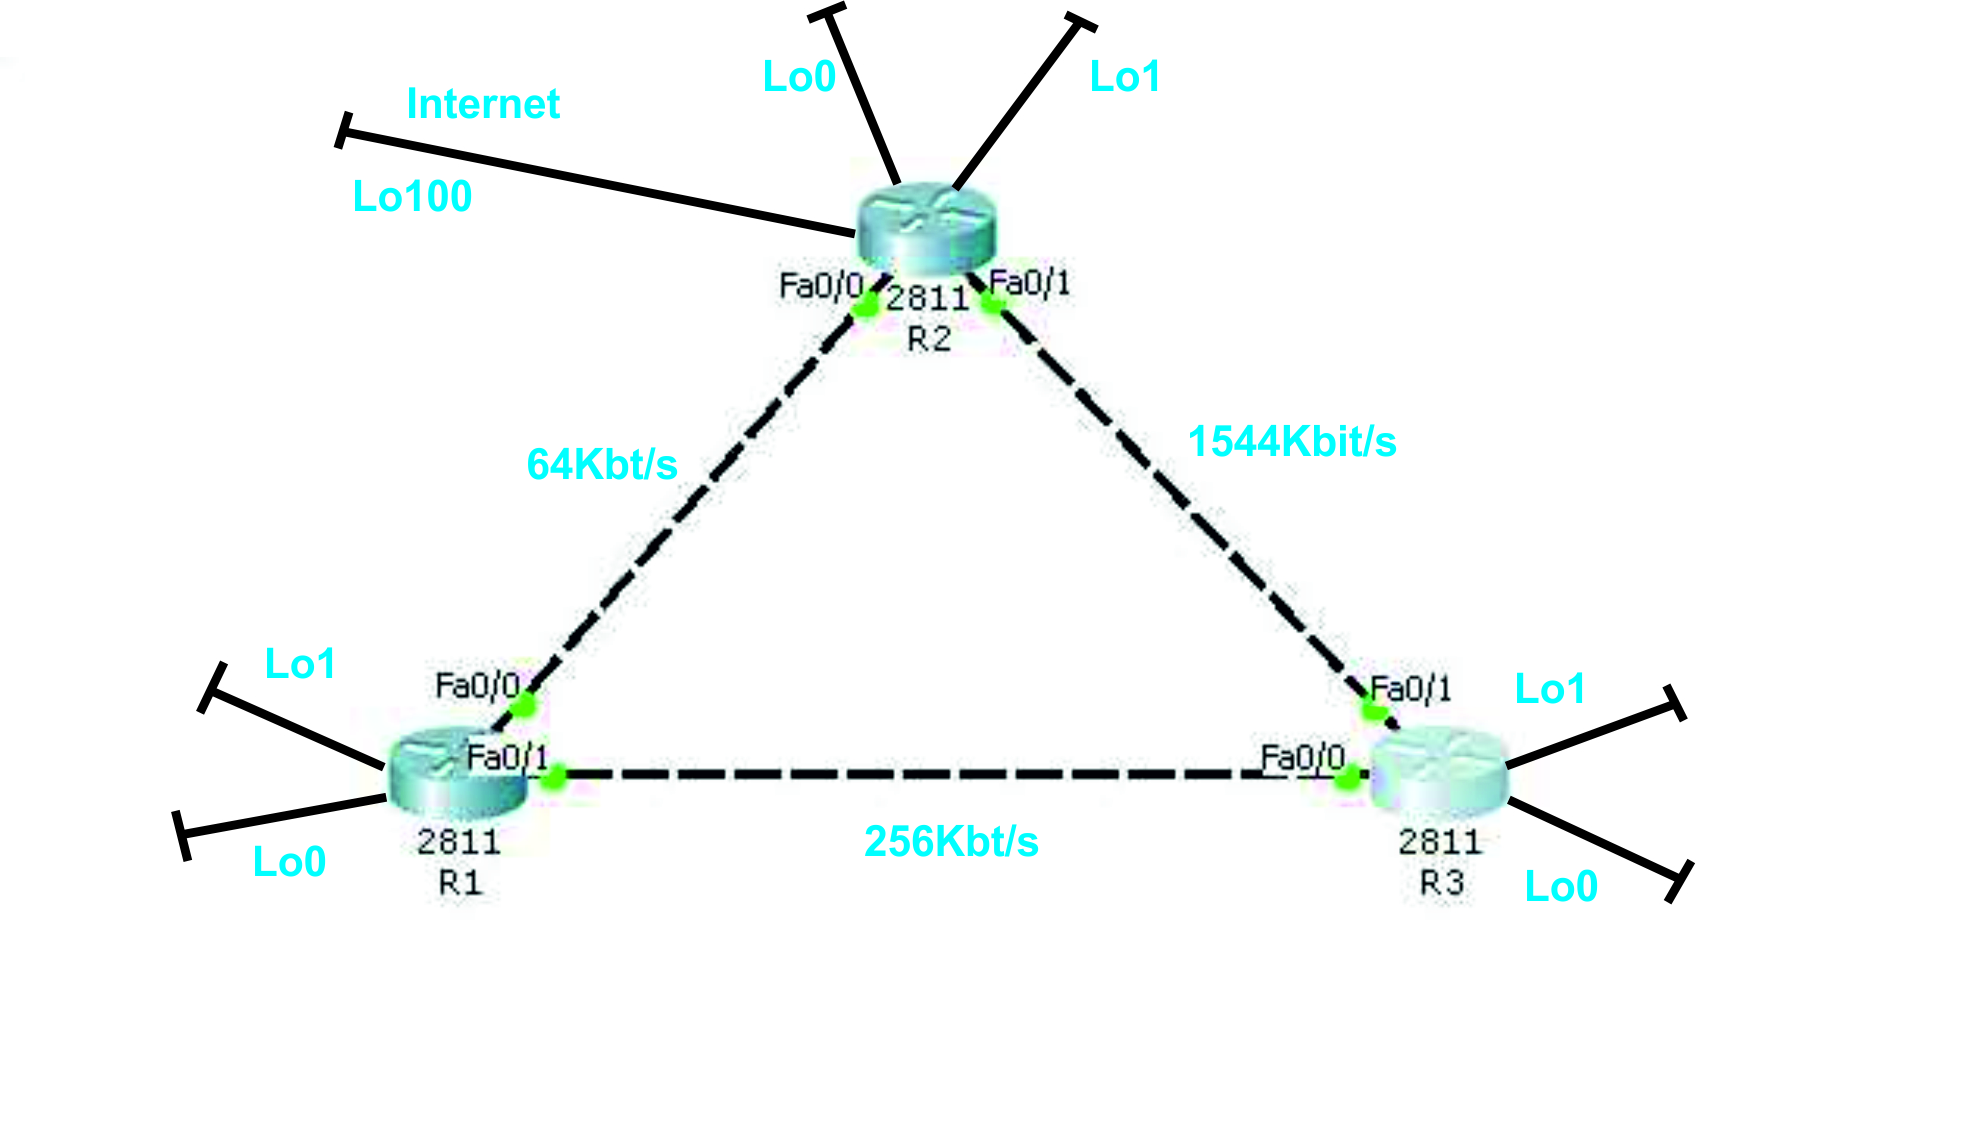 Lo0
Lo1
Internet
Lo100
Fa0/0
Fa0/1
2811
R2
64Kbt/s
1544Kbit/s
Lo1
Fa0/0
Fa0/1
Lo1
Fa0/1
Fa0/0
2811
R1
Lo0
256Kbt/s
2811
R3
Lo0